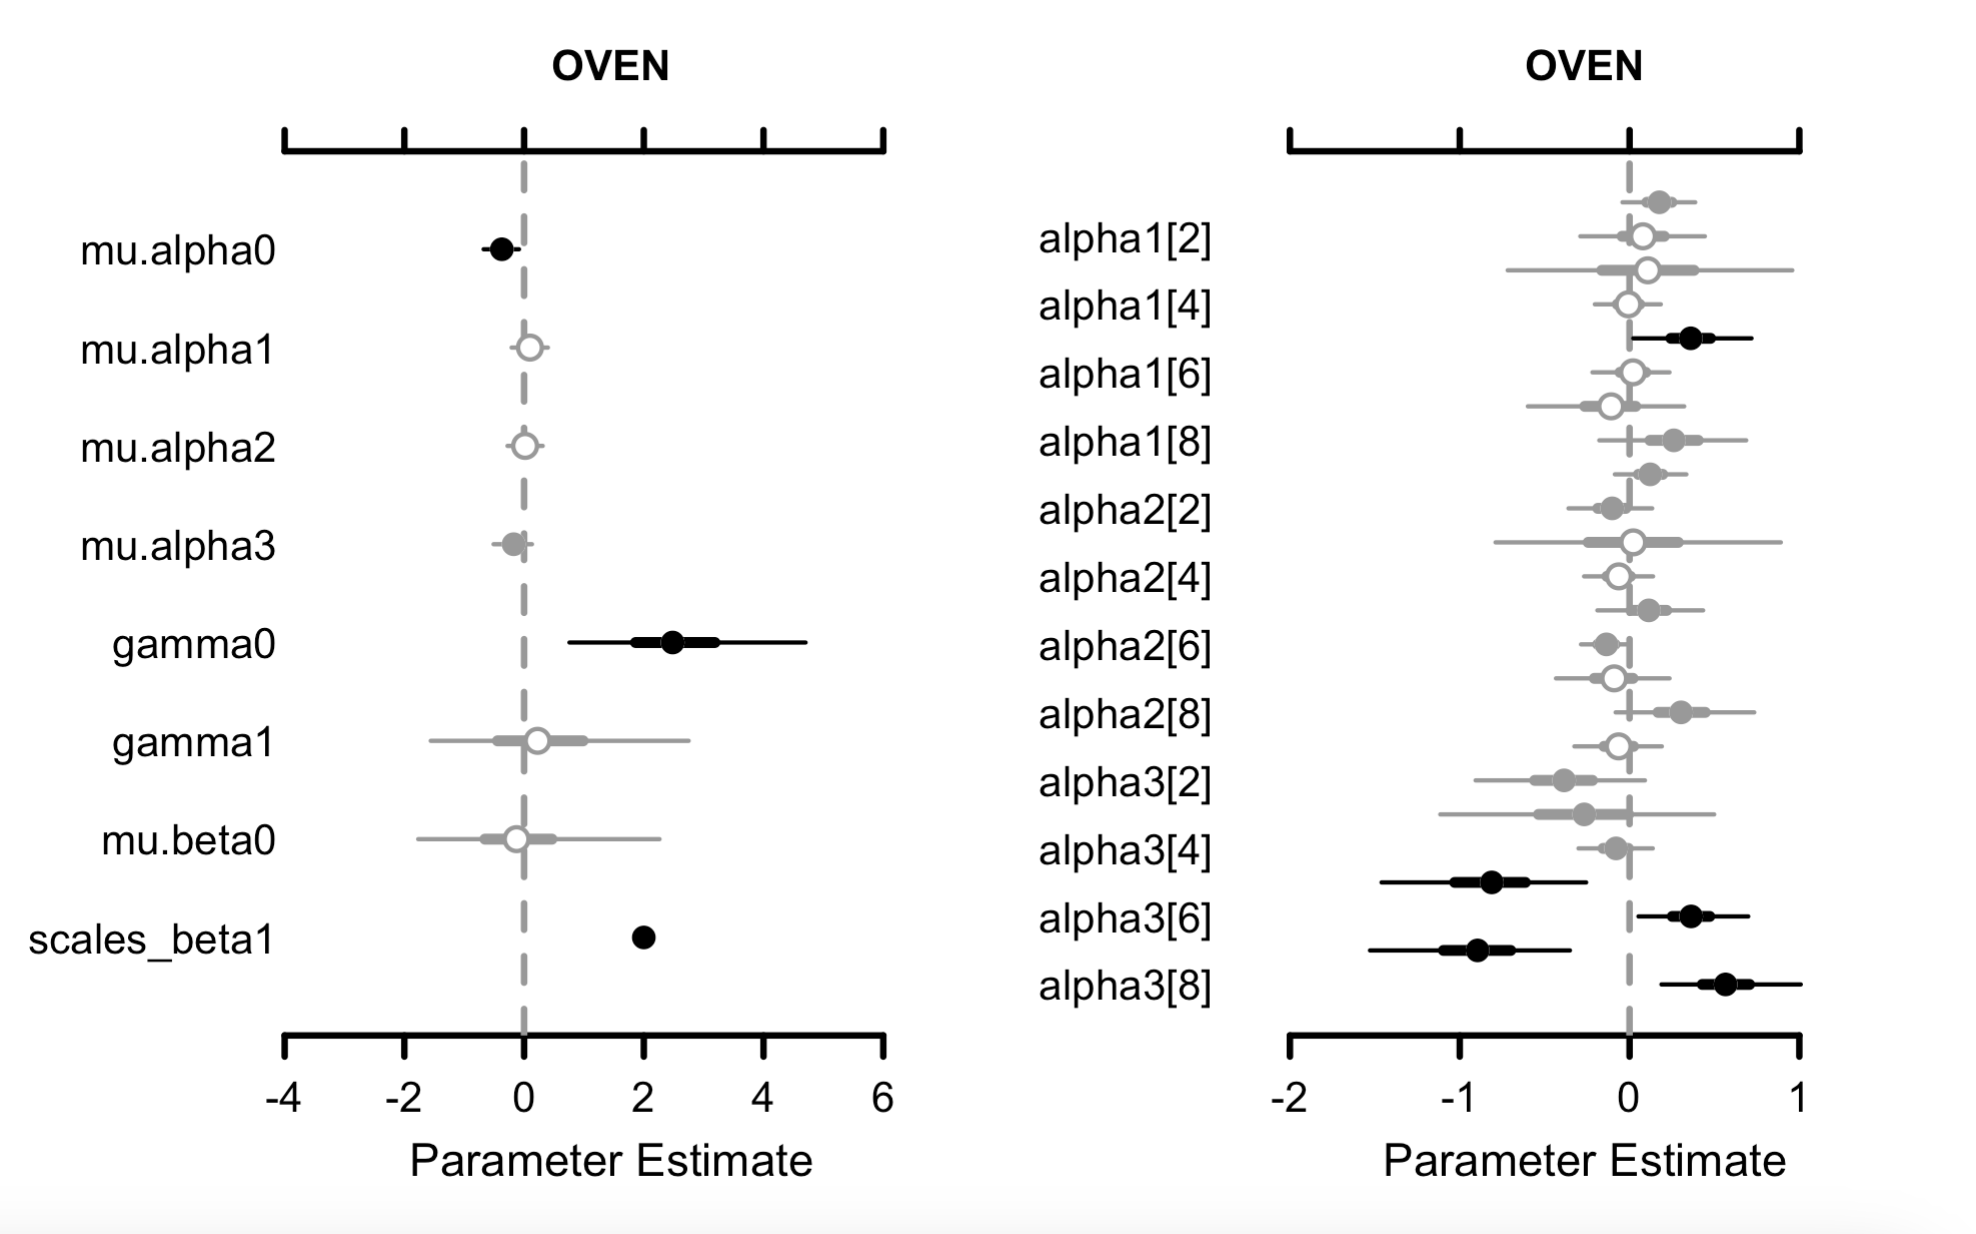 OVEN
mu.alpha0
mu.alpha1
mu.alpha2
mu.alpha3
gamma0
gamma1
mu.beta0
scales_beta1
-4 -2 0 2 4 6
Parameter Estimate
OVEN
alpha1[2]
alpha1[4]
alpha1[6]
alpha1[8]
alpha2[2]
alpha2[4]
alpha2[6]
alpha2[8]
alpha3[2]
alpha3[4]
alpha3[6]
alpha3[8]
-2 -1 0 1
Parameter Estimate